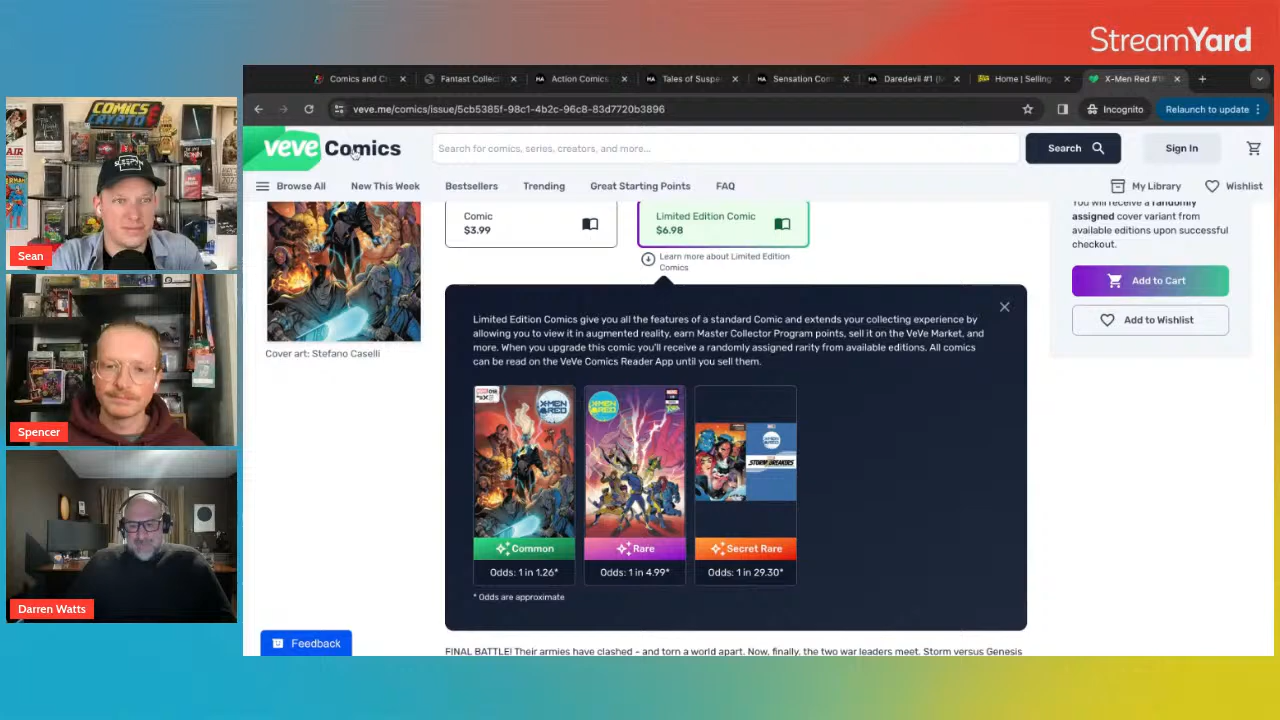 StreamYard
Comics and Cr
Fantast Collec
Action Comics
Tales of Suspe
Sensation Com
Daredevil #1 (M
Home | Selling
X-Men Red #1
veve.me/comics/issue/5cb5385f-98c1-4b2c-96c8-83d7720b3896
Incognito
Relaunch to update
COMICS
CRYPTO
veve Comics
Search for comics, series, creators, and more...
Search
Sign In
Browse All
New This Week
Bestsellers
Trending
Great Starting Points
FAQ
My Library
Wishlist
Comic
$3.99
Limited Edition Comic
$6.98
Learn more about Limited Edition
Comics
You will receive a randomly
assigned cover variant from
available editions upon successful
checkout.
Add to Cart
Add to Wishlist
Cover art: Stefano Caselli
Limited Edition Comics give you all the features of a standard Comic and extends your collecting experience by
allowing you to view it in augmented reality, earn Master Collector Program points, sell it on the VeVe Market, and
more. When you upgrade this comic you'll receive a randomly assigned rarity from available editions. All comics
can be read on the VeVe Comics Reader App until you sell them.
X-MEN
RED
X-MEN
RED
STORM BREAKERS
Common
Rare
Secret Rare
Odds: 1 in 1.26*
Odds: 1 in 4.99*
Odds: 1 in 29.30*
* Odds are approximate
Feedback
FINAL BATTLE! Their armies have clashed – and torn a world apart. Now, finally, the two war leaders meet. Storm versus Genesis
Sean
Spencer
Darren Watts